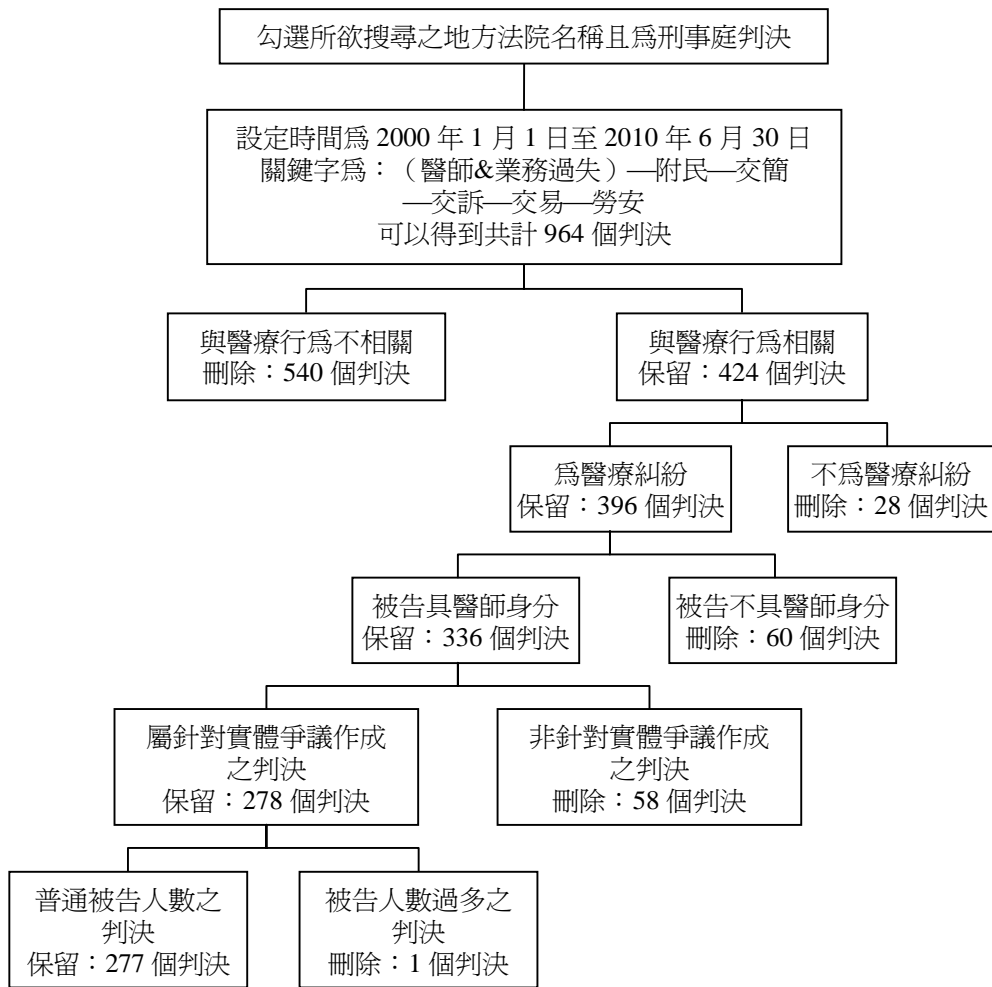 勾選所欲搜尋之地方法院名稱且爲刑事庭判決
設定時間爲 2000 年 1 月 1 日至 2010 年 6 月 30 日
關鍵字爲：（醫師&業務過失）—附民—交簡
—交訴—交易—勞安
可以得到共計 964 個判決
與醫療行爲不相關
刪除：540 個判決
與醫療行爲相關
保留：424 個判決
爲醫療糾紛
保留：396 個判決
不爲醫療糾紛
刪除：28 個判決
被告具醫師身分
保留：336 個判決
被告不具醫師身分
刪除：60 個判決
屬針對實體爭議作成
之判決
保留：278 個判決
非針對實體爭議作成
之判決
刪除：58 個判決
普通被告人數之
判決
保留：277 個判決
被告人數過多之
判決
刪除：1 個判決